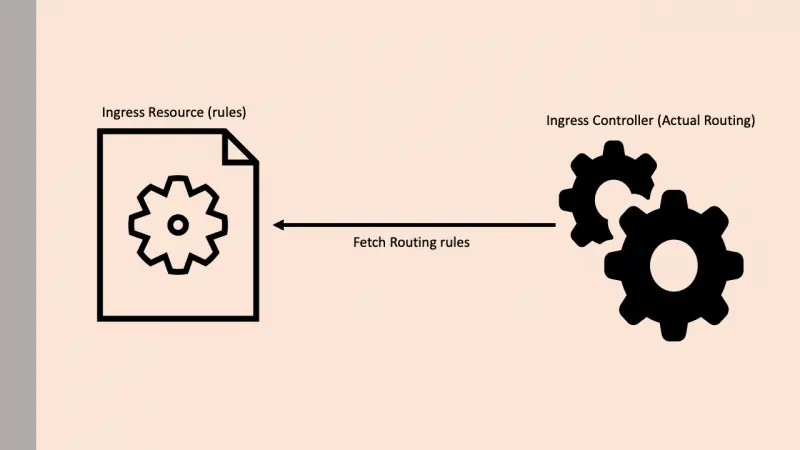 Ingress Resource (rules)
Ingress Controller (Actual Routing)
Fetch Routing rules